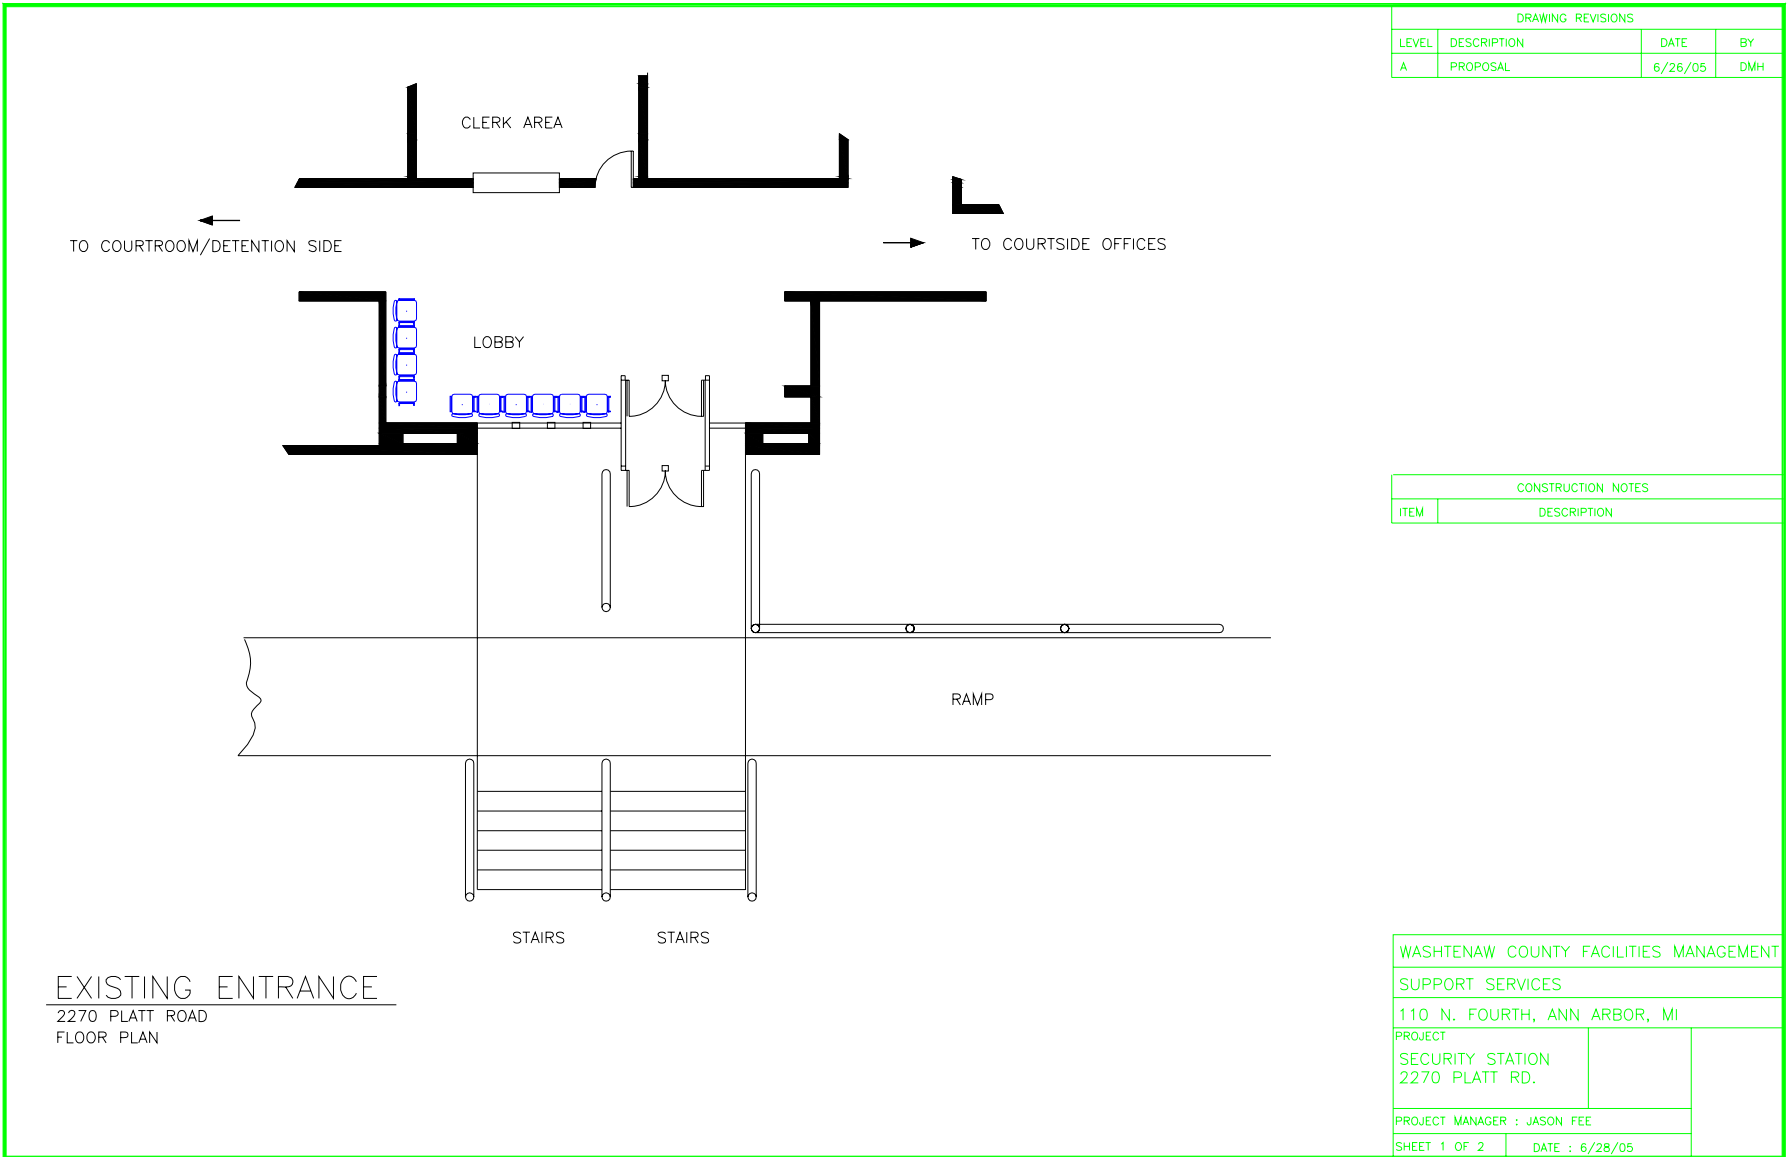 DRAWING REVISIONS
LEVEL DESCRIPTION DATE BY
A PROPOSAL 6/26/05 DMH
CLERK AREA
TO COURTROOM/DETENTION SIDE
TO COURTSIDE OFFICES
LOBBY
CONSTRUCTION NOTES
ITEM DESCRIPTION
RAMP
STAIRS STAIRS
EXISTING ENTRANCE
2270 PLATT ROAD
FLOOR PLAN
WASHTENAW COUNTY FACILITIES MANAGEMENT
SUPPORT SERVICES
110 N. FOURTH, ANN ARBOR, MI
PROJECT
SECURITY STATION
2270 PLATT RD.
PROJECT MANAGER : JASON FEE
SHEET 1 OF 2 DATE : 6/28/05